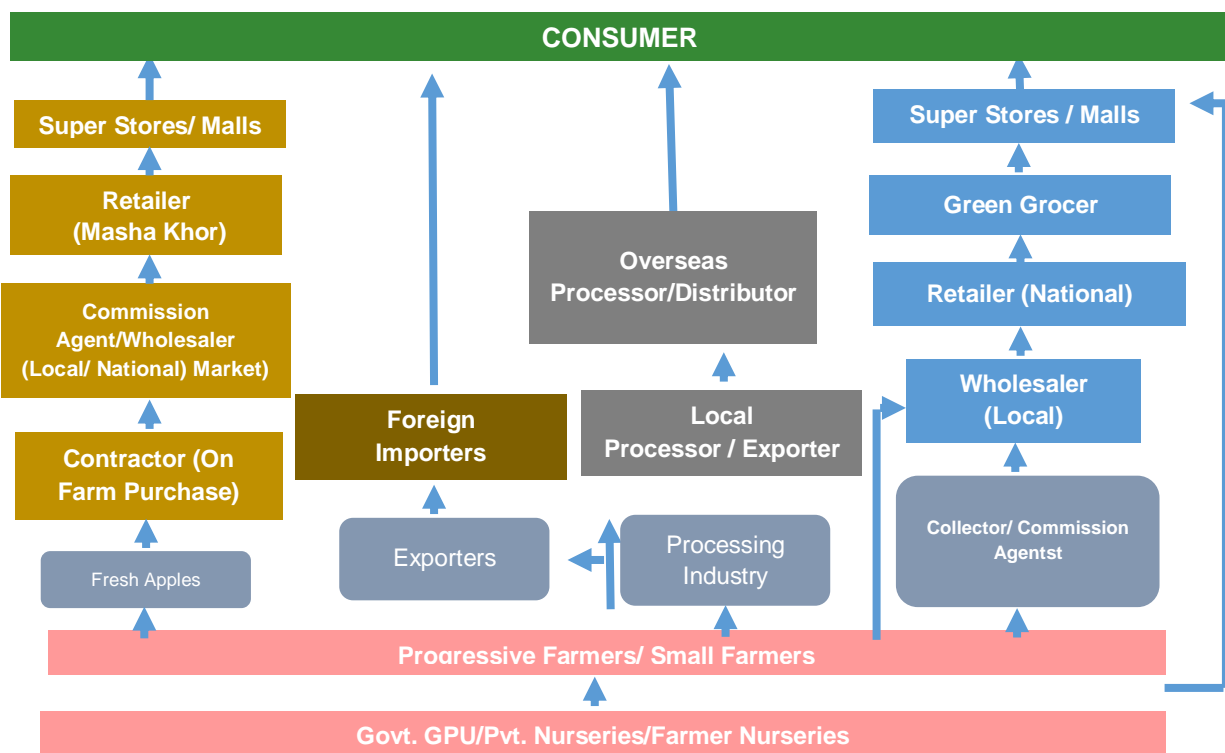 CONSUMER
Super Stores/ Malls
Super Stores / Malls
Retailer
(Masha Khor)
Green Grocer
Overseas
Processor/Distributor
Retailer (National)
Commission
Agent/Wholesaler
(Local/ National) Market)
Wholesaler
(Local)
Foreign
Importers
Local
Processor / Exporter
Contractor (On
Farm Purchase)
Collector/ Commission
Agentst
Exporters
Processing
Industry
Fresh Apples
Progressive Farmers/ Small Farmers
Govt. GPU/Pvt. Nurseries/Farmer Nurseries